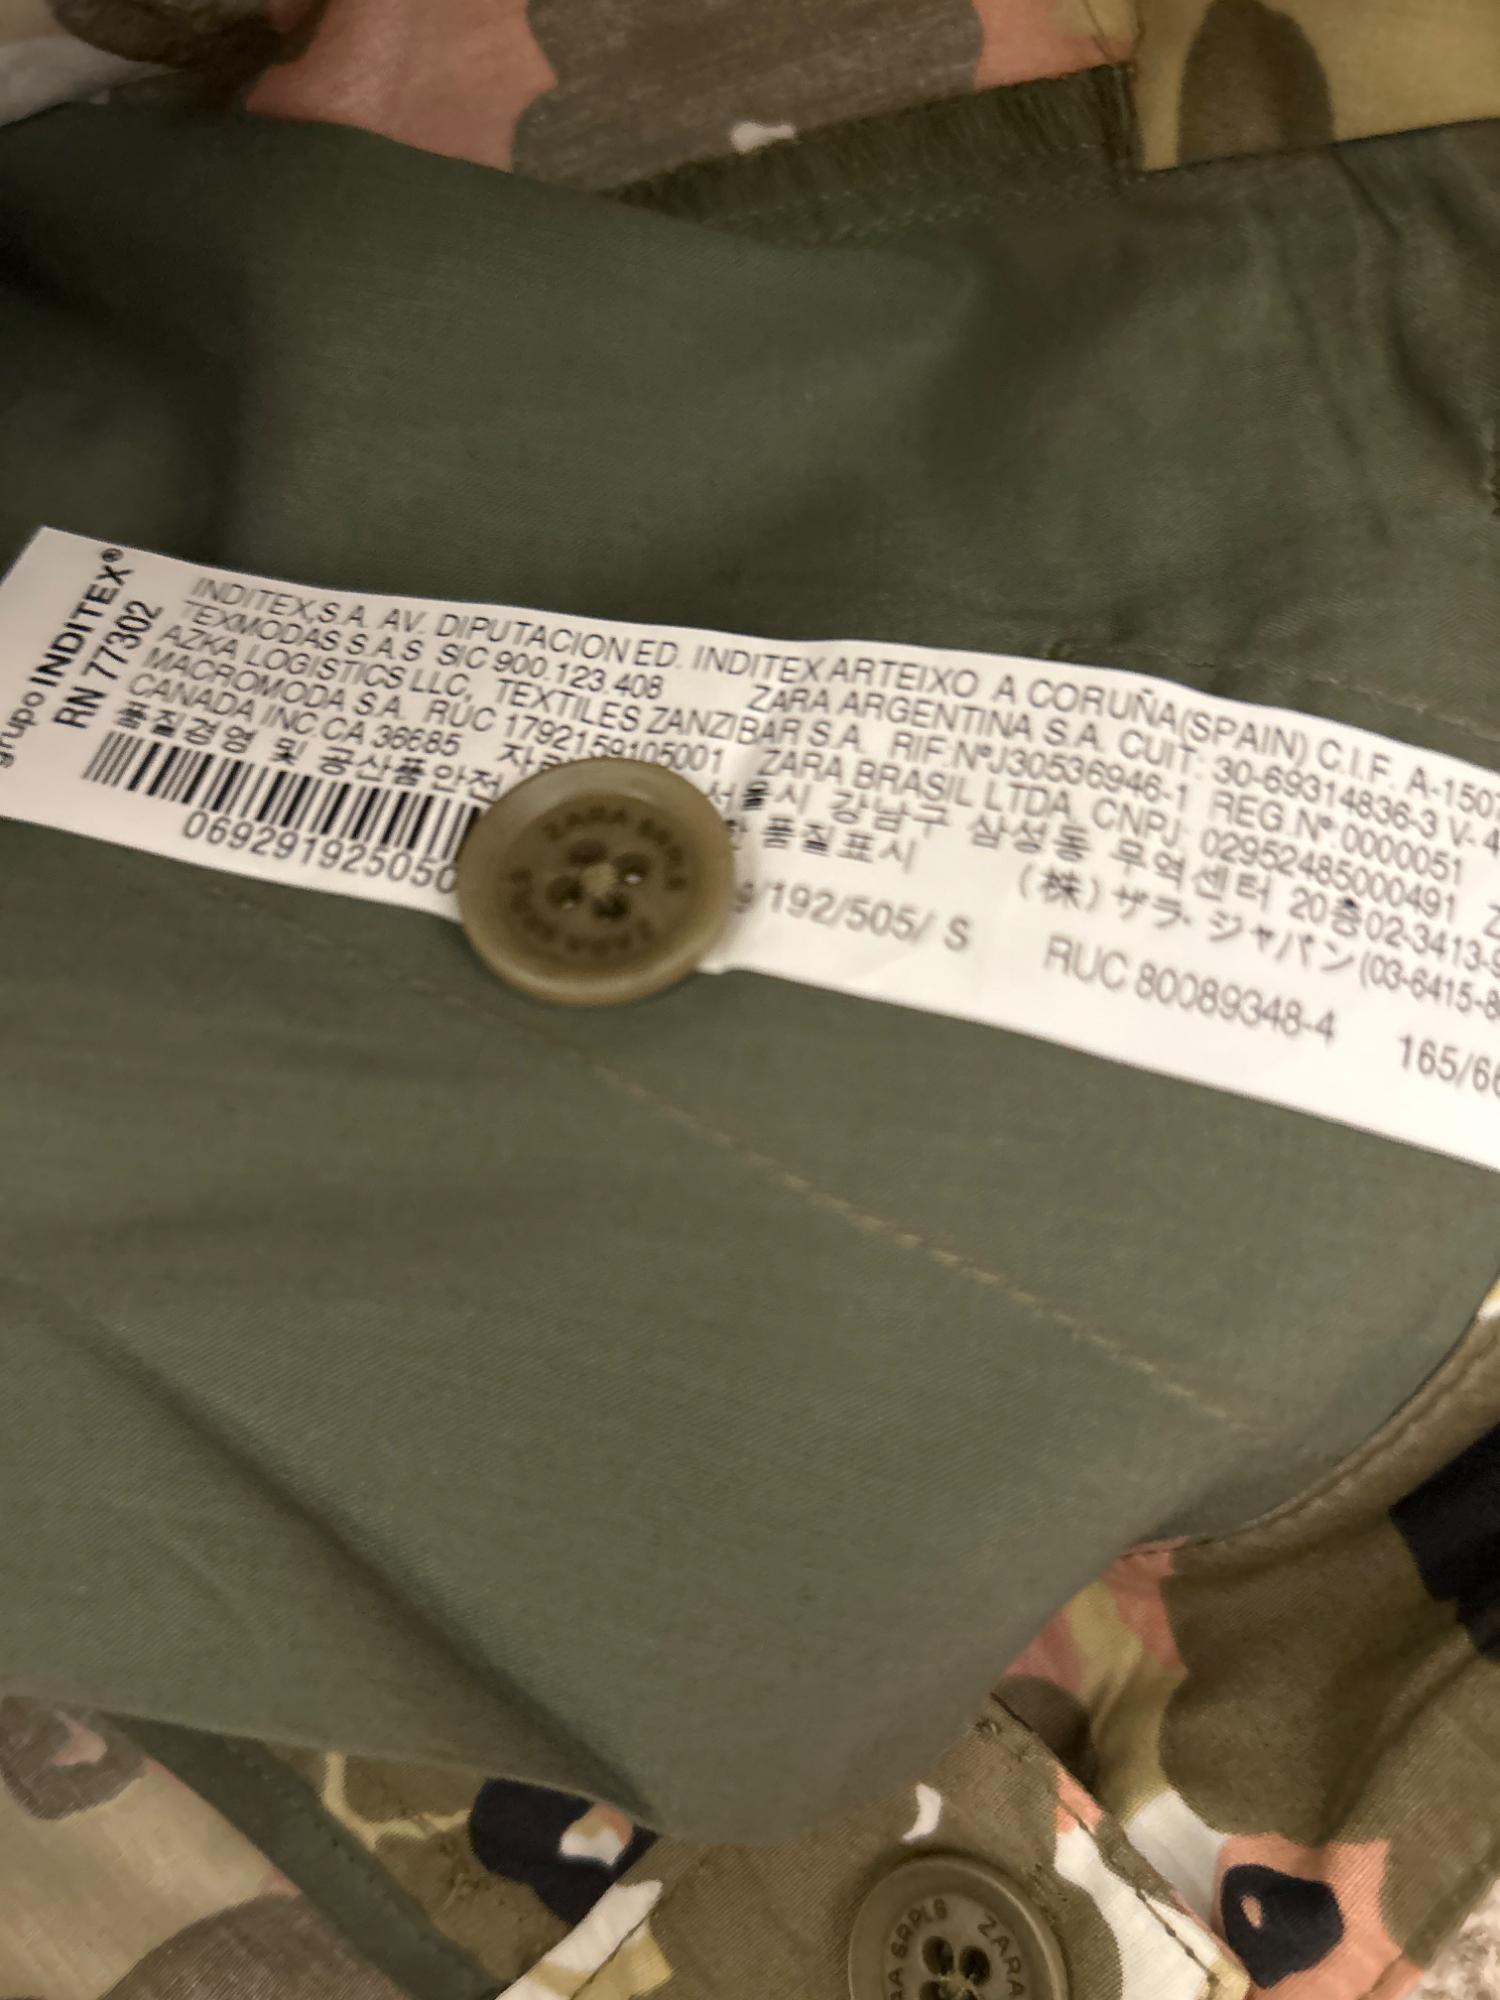 grupo INDITEX®
RN 77302
INDITEX,S.A. AV. DIPUTACION ED. INDITEX ARTEIXO A CORUÑA(SPAIN) C.I.F. A-1507
TEXMODAS S.A.S SIC 900.123.408 ZARA ARGENTINA S.A. CUIT: 30-69314836-3 V-4
AZKA LOGISTICS LLC, TEXTILES ZANZIBAR S.A. RIF.NºJ30536946-1 REG.Nº.0000051
MACROMODA S.A. RUC 1792159105001 ZARA BRASIL LTDA, CNPJ. 02952485000491 Z
CANADA INC.CA 36685 서울시 강남구 삼성동 무역센터 20층02-3413-9
품질경영 및 공산품안전 품질표시 (株) ザラ・ジャパン(03-6415-8
069291925050
/192/505/ S RUC 80089348-4 165/66
ZARA SRPLS
ZARA SRPLS
ZARA